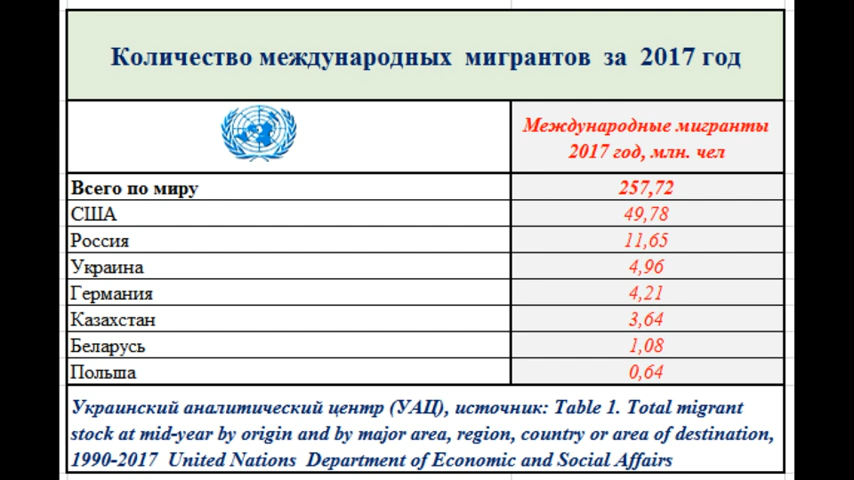 Количество международных мигрантов за 2017 год
Международные мигранты
2017 год, млн. чел
Всего по миру 257,72
США 49,78
Россия 11,65
Украина 4,96
Германия 4,21
Казахстан 3,64
Беларусь 1,08
Польша 0,64
Украинский аналитический центр (УАЦ), источник: Table 1. Total migrant
stock at mid-year by origin and by major area, region, country or area of destination,
1990-2017 United Nations Department of Economic and Social Affairs